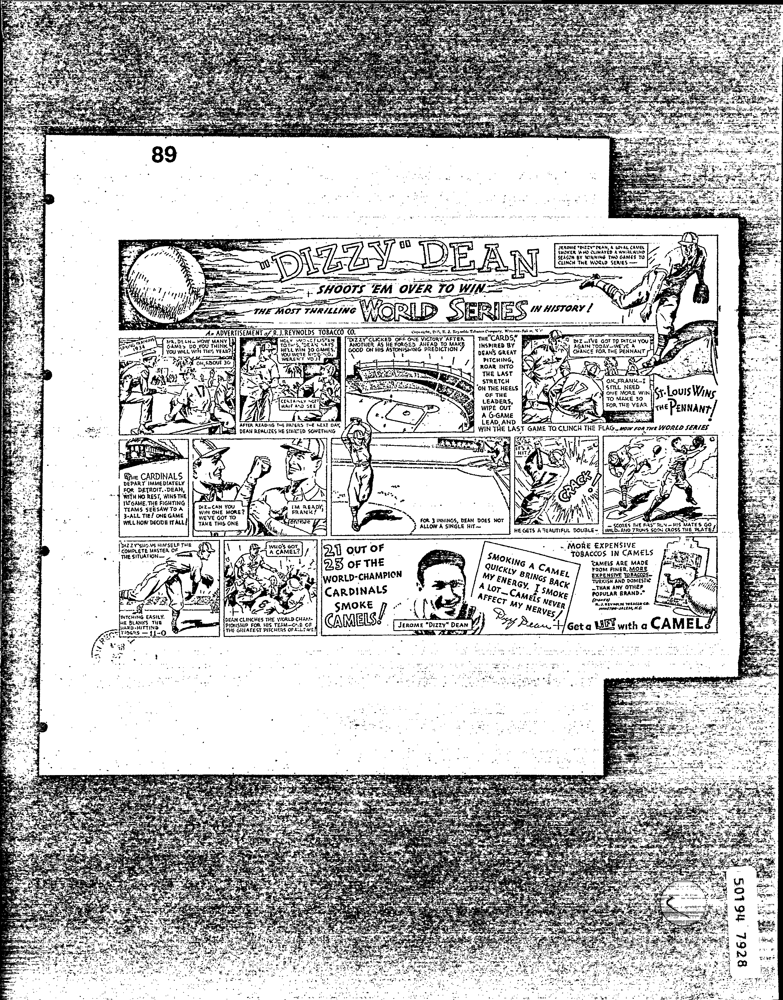 89
"DIZZY" DEAN
JEROME "DIZZY" DEAN, A LOYAL CAMEL
SMOKER WHO CLIMAXED A WHIRLWIND
SEASON BY WINNING TWO GAMES TO
CLINCH THE WORLD SERIES —
SHOOTS 'EM OVER TO WIN
THE MOST THRILLING WORLD SERIES IN HISTORY!
AN ADVERTISEMENT of R. J. REYNOLDS TOBACCO CO.
MR. DEAN — HOW MANY
GAMES DO YOU THINK
YOU WILL WIN THIS YEAR?
OH, ABOUT 30
HE'LL WIN 30 GAMES
CERTAINLY NOT!
WAIT AND SEE
AFTER READING THE PAPERS THE NEXT DAY,
DEAN REALIZES HE STARTED SOMETHING
DIZZY CLICKED OFF ONE VICTORY AFTER
ANOTHER AS HE FORGED AHEAD TO MAKE
GOOD ON HIS ASTONISHING PREDICTION!
THE "CARDS,"
INSPIRED BY
DEAN'S GREAT
PITCHING,
ROAR INTO
THE LAST
STRETCH
ON THE HEELS
OF THE
LEADERS,
WIPE OUT
A 6-GAME
LEAD, AND
WIN THE LAST GAME TO CLINCH THE FLAG — NOW FOR THE WORLD SERIES
DIZ — I'VE GOT TO PITCH YOU
AGAIN TODAY — WE'VE A
CHANCE FOR THE PENNANT
OK, FRANK — I
STILL NEED
ONE MORE WIN
TO MAKE 30
FOR THE YEAR
ST. LOUIS WINS
THE PENNANT!
THE CARDINALS
DEPART IMMEDIATELY
FOR DETROIT. DEAN,
WITH NO REST, WINS THE
1ST GAME. THE FIGHTING
TEAMS SEESAW TO A
3-ALL TIE! ONE GAME
WILL NOW DECIDE IT ALL!
DIZ — CAN YOU
WIN ONE MORE?
WE'VE GOT TO
TAKE THIS ONE
I'M READY,
FRANK!
FOR 3 INNINGS, DEAN DOES NOT
ALLOW A SINGLE HIT —
CRACK
HE GETS A BEAUTIFUL DOUBLE —
— SCORES THE FIRST RUN — HIS MATES GO
WILD, AND 7 RUNS SOON CROSS THE PLATE!
DIZZY SHOWS HIMSELF THE
COMPLETE MASTER OF
THE SITUATION —
PITCHING EASILY,
HE BLANKS THE
HARD-HITTING
TIGERS — 11-0
WHO'S GOT
A CAMEL?
DEAN CLINCHES THE WORLD CHAM-
PIONSHIP FOR HIS TEAM — ONE OF
THE GREATEST PITCHERS OF ALL TIME!
21 OUT OF
23 OF THE
WORLD-CHAMPION
CARDINALS
SMOKE
CAMELS!
JEROME "DIZZY" DEAN
SMOKING A CAMEL
QUICKLY BRINGS BACK
MY ENERGY. I SMOKE
A LOT — CAMELS NEVER
AFFECT MY NERVES!
Dizzy Dean
MORE EXPENSIVE
TOBACCOS IN CAMELS
"CAMELS ARE MADE
FROM FINER, MORE
EXPENSIVE TOBACCOS —
TURKISH AND DOMESTIC
— THAN ANY OTHER
POPULAR BRAND."
(Signed)
R. J. REYNOLDS TOBACCO CO.
WINSTON-SALEM, N.C.
Get a LIFT with a CAMEL!
50194 7928